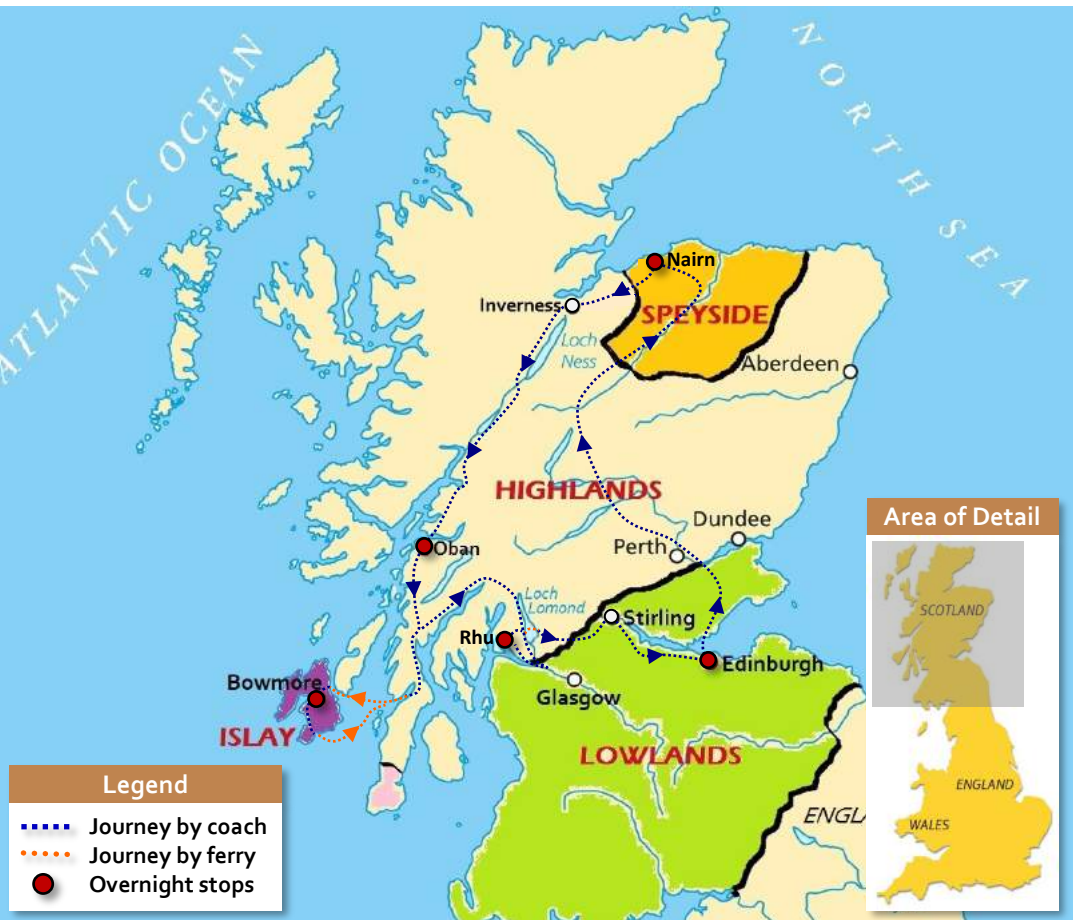 ATLANTIC OCEAN
NORTH SEA
Nairn
Inverness
SPEYSIDE
Loch
Ness
Aberdeen
HIGHLANDS
Dundee
Perth
Oban
Loch
Lomond
Stirling
Rhu
Edinburgh
Bowmore
Glasgow
ISLAY
LOWLANDS
ENGLA
Area of Detail
SCOTLAND
ENGLAND
WALES
Legend
Journey by coach
Journey by ferry
Overnight stops